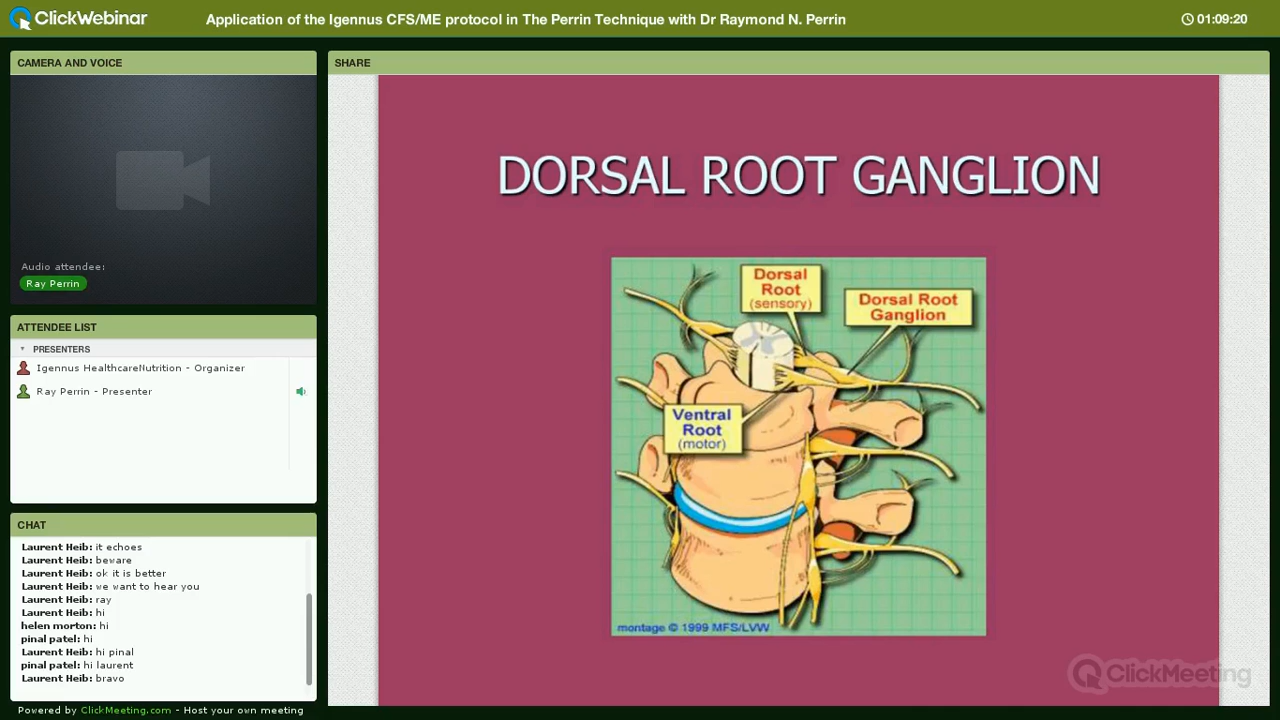 ClickWebinar
Application of the Igennus CFS/ME protocol in The Perrin Technique with Dr Raymond N. Perrin
01:09:20
CAMERA AND VOICE
Audio attendee:
Ray Perrin
ATTENDEE LIST
PRESENTERS
Igennus HealthcareNutrition - Organizer
Ray Perrin - Presenter
CHAT
Laurent Heib: it echoes
Laurent Heib: beware
Laurent Heib: ok it is better
Laurent Heib: we want to hear you
Laurent Heib: ray
Laurent Heib: hi
helen morton: hi
pinal patel: hi
Laurent Heib: hi pinal
pinal patel: hi laurent
Laurent Heib: bravo
Powered by ClickMeeting.com - Host your own meeting
SHARE
DORSAL ROOT GANGLION
Dorsal
Root
(sensory)
Dorsal Root
Ganglion
Ventral
Root
(motor)
montage © 1999 MFS/LVW
ClickMeeting